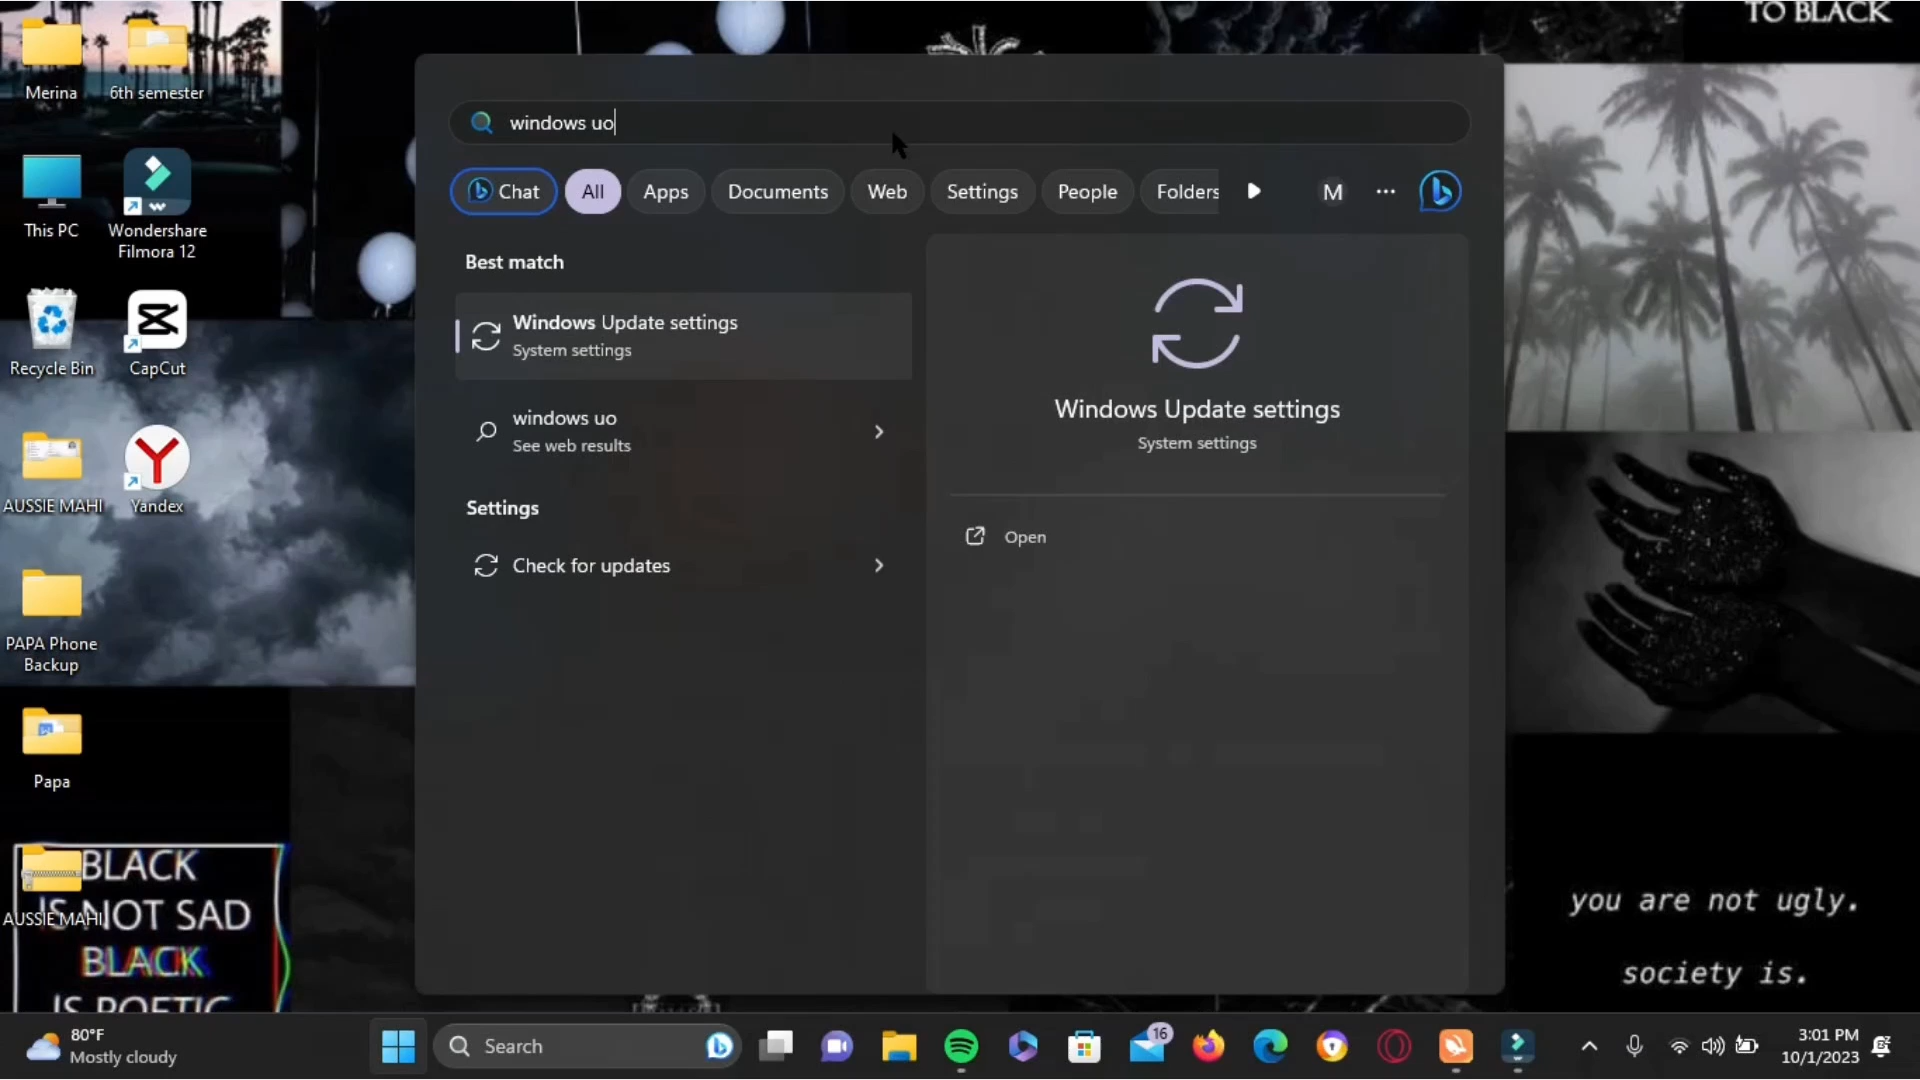 TO BLACK
Merina
6th semester
This PC
Wondershare
Filmora 12
Recycle Bin
CapCut
AUSSIE MAHI
Yandex
PAPA Phone
Backup
Papa
AUSSIE MAHI
BLACK
IS NOT SAD
BLACK
IS POETIC
windows uo
Chat
All
Apps
Documents
Web
Settings
People
Folders
M
Best match
Windows Update settings
System settings
windows uo
See web results
Settings
Check for updates
Windows Update settings
System settings
Open
you are not ugly.
society is.
80°F
Mostly cloudy
Search
16
3:01 PM
10/1/2023